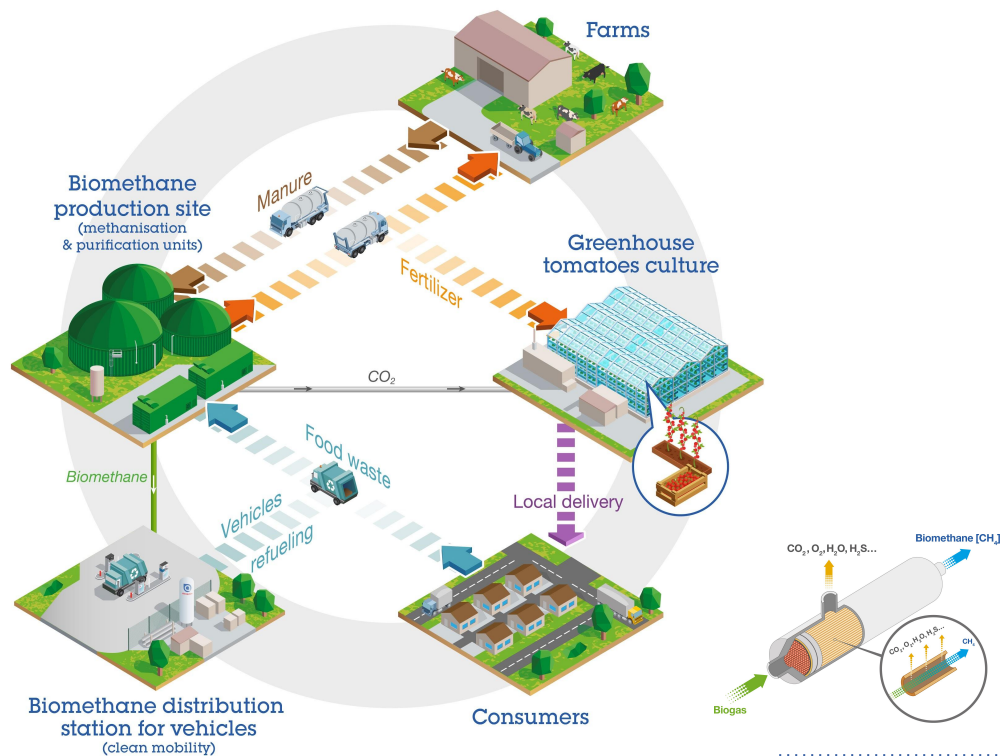 Farms
Manure
Biomethane
production site
(methanisation
& purification units)
Fertilizer
Greenhouse
tomatoes culture
CO₂
Biomethane
Food waste
Vehicles
refueling
Local delivery
Biomethane distribution
station for vehicles
(clean mobility)
Consumers
CO₂, O₂, H₂O, H₂S...
Biomethane [CH₄]
CO₂, O₂, H₂O, H₂S...
CH₄
Biogas